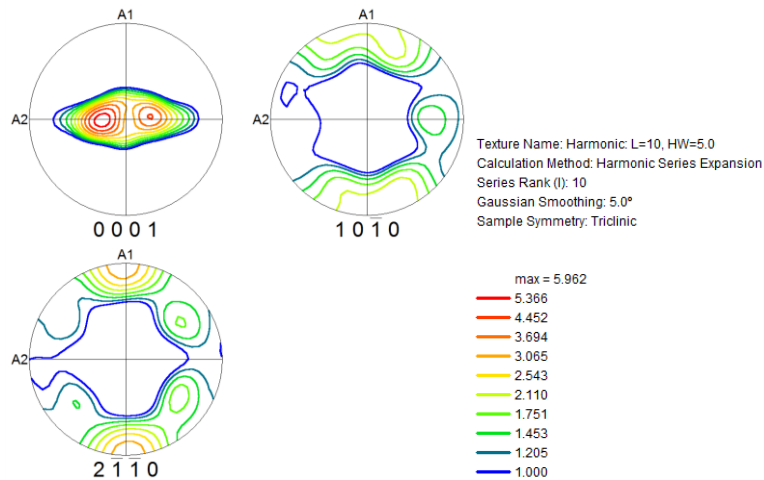 A1
A2
0 0 0 1
A1
A2
1 0 1̅ 0
Texture Name: Harmonic: L=10, HW=5.0
Calculation Method: Harmonic Series Expansion
Series Rank (l): 10
Gaussian Smoothing: 5.0°
Sample Symmetry: Triclinic
A1
A2
2 1̅ 1̅ 0
max = 5.962
5.366
4.452
3.694
3.065
2.543
2.110
1.751
1.453
1.205
1.000